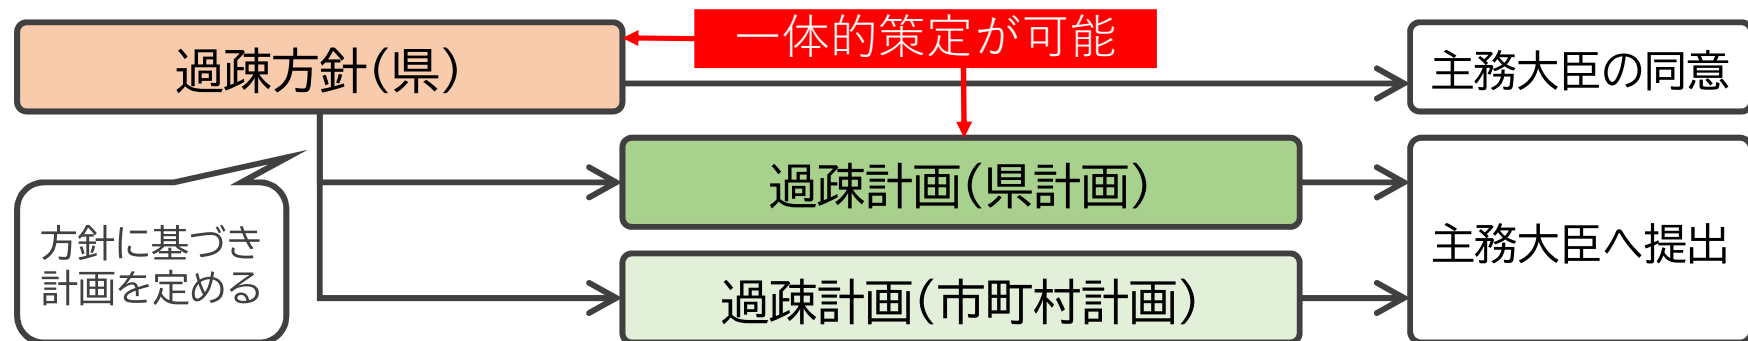 一体的策定が可能
過疎方針(県)
主務大臣の同意
過疎計画(県計画)
方針に基づき
計画を定める
主務大臣へ提出
過疎計画(市町村計画)